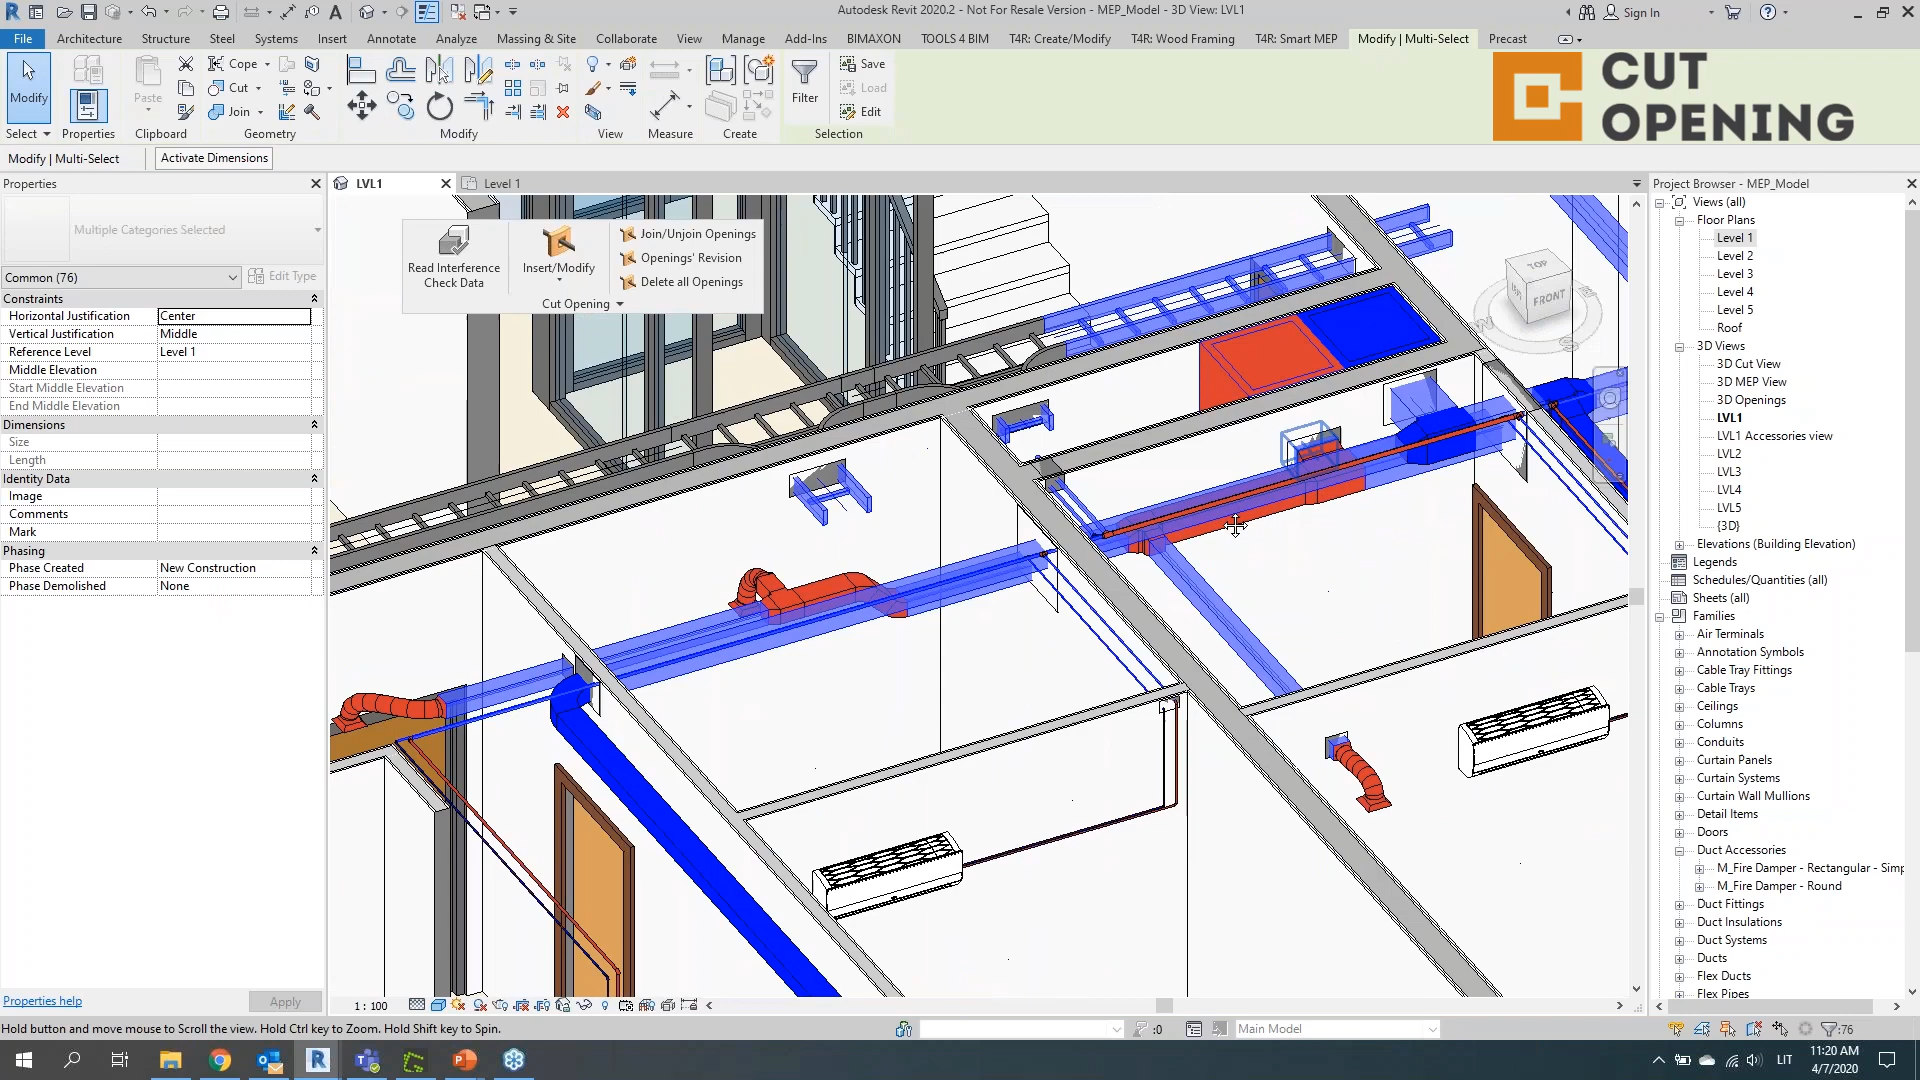 Autodesk Revit 2020.2 - Not For Resale Version - MEP_Model - 3D View: LVL1
Sign In
File
Architecture
Structure
Steel
Systems
Insert
Annotate
Analyze
Massing & Site
Collaborate
View
Manage
Add-Ins
BIMAXON
TOOLS 4 BIM
T4R: Create/Modify
T4R: Wood Framing
T4R: Smart MEP
Modify | Multi-Select
Precast
Modify
Paste
Cope
Cut
Join
Filter
Save
Load
Edit
CUT
OPENING
Select
Properties
Clipboard
Geometry
Modify
View
Measure
Create
Selection
Modify | Multi-Select
Activate Dimensions
Properties
Multiple Categories Selected
Common (76)
Edit Type
Constraints
Horizontal Justification Center
Vertical Justification Middle
Reference Level Level 1
Middle Elevation
Start Middle Elevation
End Middle Elevation
Dimensions
Size
Length
Identity Data
Image
Comments
Mark
Phasing
Phase Created New Construction
Phase Demolished None
Properties help
Apply
LVL1
Level 1
Read Interference
Check Data
Insert/Modify
Join/Unjoin Openings
Openings' Revision
Delete all Openings
Cut Opening
TOP
FRONT
1 : 100
Project Browser - MEP_Model
Views (all)
Floor Plans
Level 1
Level 2
Level 3
Level 4
Level 5
Roof
3D Views
3D Cut View
3D MEP View
3D Openings
LVL1
LVL1 Accessories view
LVL2
LVL3
LVL4
LVL5
{3D}
Elevations (Building Elevation)
Legends
Schedules/Quantities (all)
Sheets (all)
Families
Air Terminals
Annotation Symbols
Cable Tray Fittings
Cable Trays
Ceilings
Columns
Conduits
Curtain Panels
Curtain Systems
Curtain Wall Mullions
Detail Items
Doors
Duct Accessories
M_Fire Damper - Rectangular - Simp
M_Fire Damper - Round
Duct Fittings
Duct Insulations
Duct Systems
Ducts
Flex Ducts
Flex Pipes
Hold button and move mouse to Scroll the view. Hold Ctrl key to Zoom. Hold Shift key to Spin.
:0
Main Model
:76
LIT
11:20 AM
4/7/2020